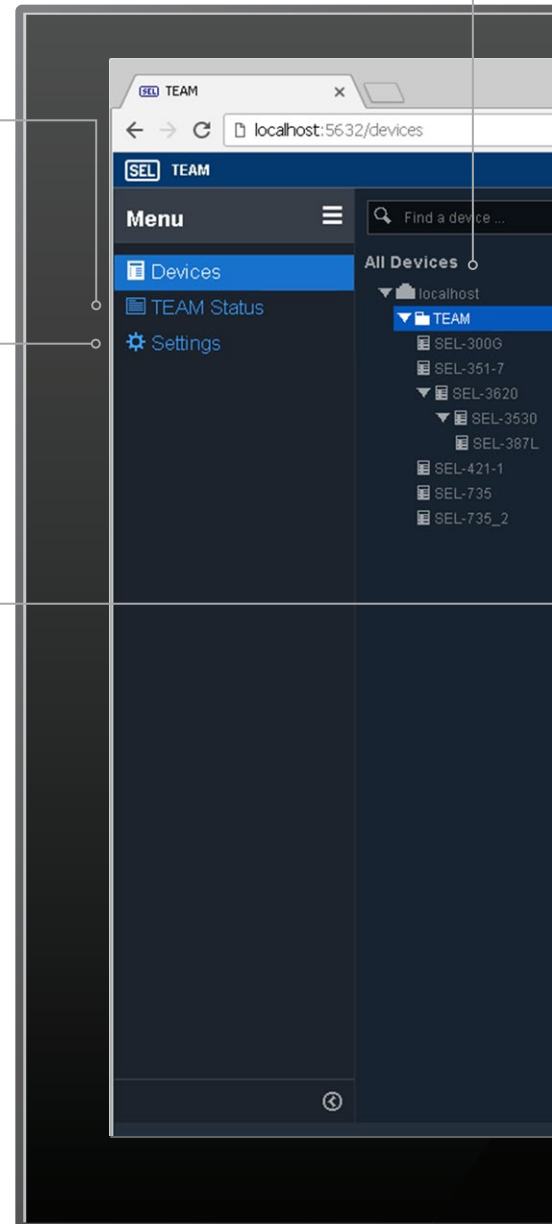 SEL TEAM
localhost:5632/devices
SEL TEAM
Menu
Find a device ...
Devices
TEAM Status
Settings
All Devices
localhost
TEAM
SEL-300G
SEL-351-7
SEL-3620
SEL-3530
SEL-387L
SEL-421-1
SEL-735
SEL-735_2